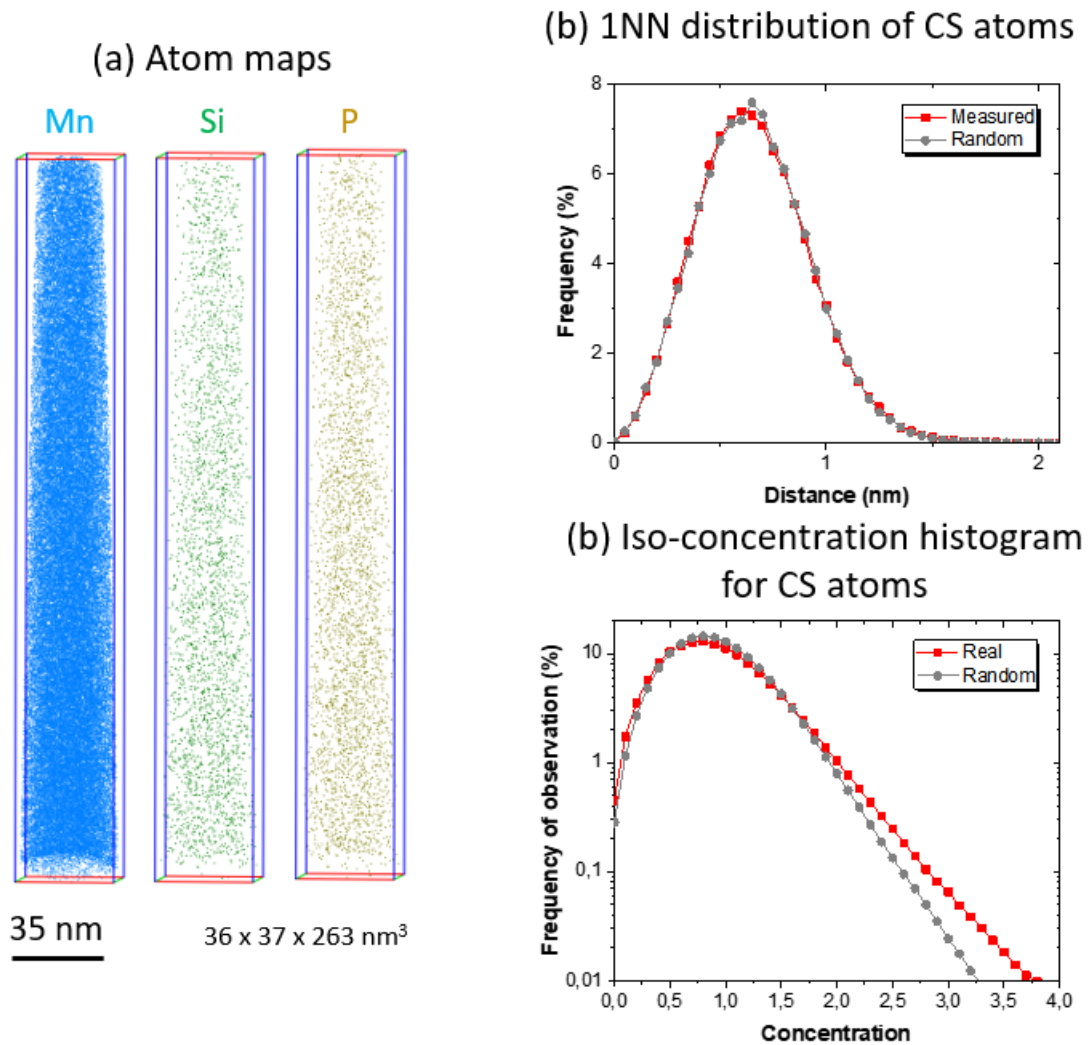 (a) Atom maps
Mn Si P
35 nm
36 x 37 x 263 nm³
(b) 1NN distribution of CS atoms
8
6
4
2
0
Measured
Random
Frequency (%)
0 1 2
Distance (nm)
(b) Iso-concentration histogram
for CS atoms
10
1
0,1
0,01
Real
Random
Frequency of observation (%)
0,0 0,5 1,0 1,5 2,0 2,5 3,0 3,5 4,0
Concentration